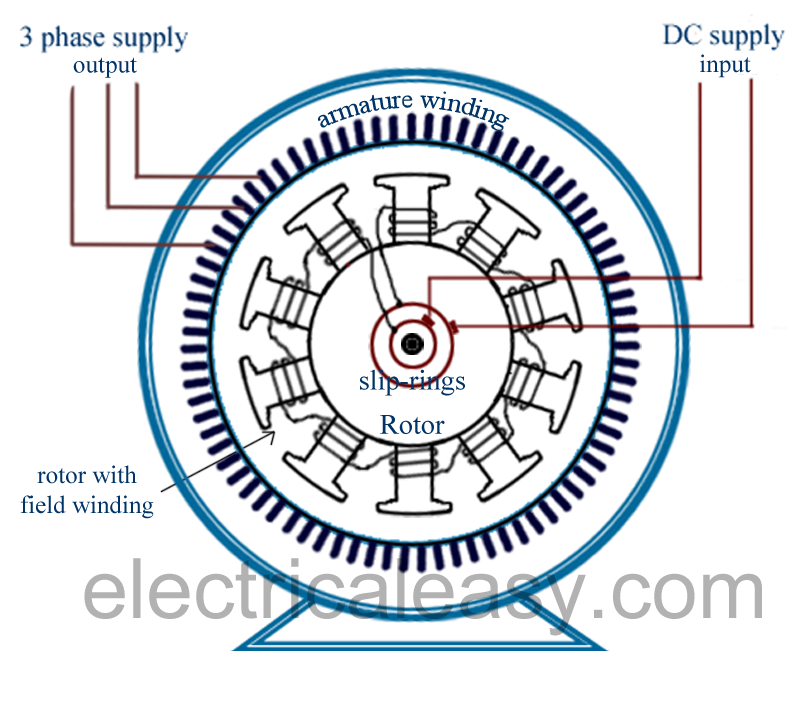 3 phase supply
output
DC supply
input
armature winding
slip-rings
Rotor
rotor with
field winding
electricaleasy.com